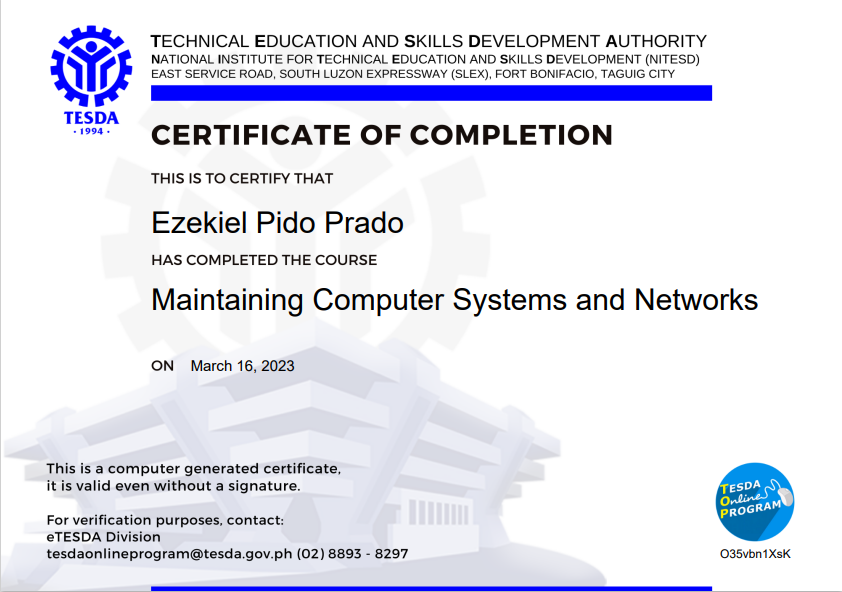 TECHNICAL EDUCATION AND SKILLS DEVELOPMENT AUTHORITY
NATIONAL INSTITUTE FOR TECHNICAL EDUCATION AND SKILLS DEVELOPMENT (NITESD)
EAST SERVICE ROAD, SOUTH LUZON EXPRESSWAY (SLEX), FORT BONIFACIO, TAGUIG CITY
TESDA
· 1994 ·
CERTIFICATE OF COMPLETION
THIS IS TO CERTIFY THAT
Ezekiel Pido Prado
HAS COMPLETED THE COURSE
Maintaining Computer Systems and Networks
ON March 16, 2023
This is a computer generated certificate,
it is valid even without a signature.
For verification purposes, contact:
eTESDA Division
tesdaonlineprogram@tesda.gov.ph (02) 8893 - 8297
TESDA
Online
PROGRAM
O35vbn1XsK